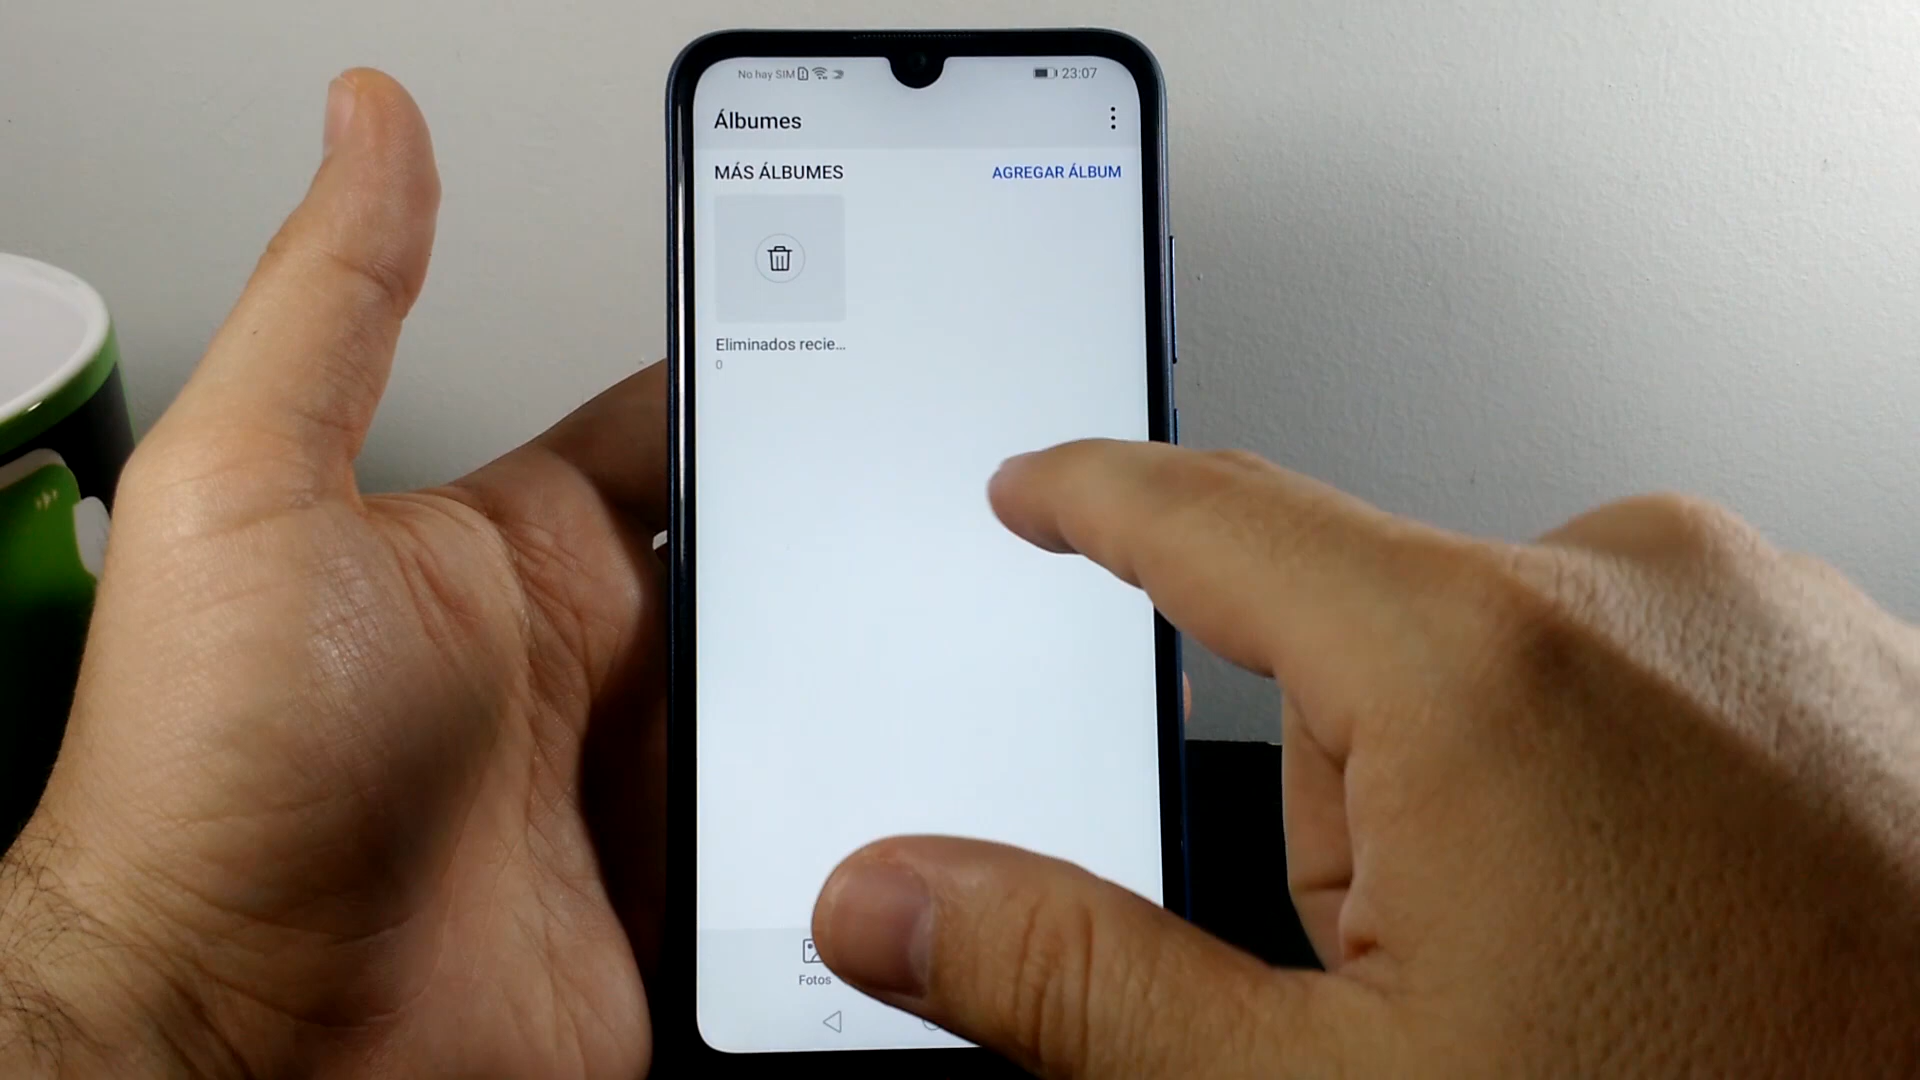 No hay SIM
23:07
Álbumes
MÁS ÁLBUMES
AGREGAR ÁLBUM
Eliminados recie...
0
Fotos